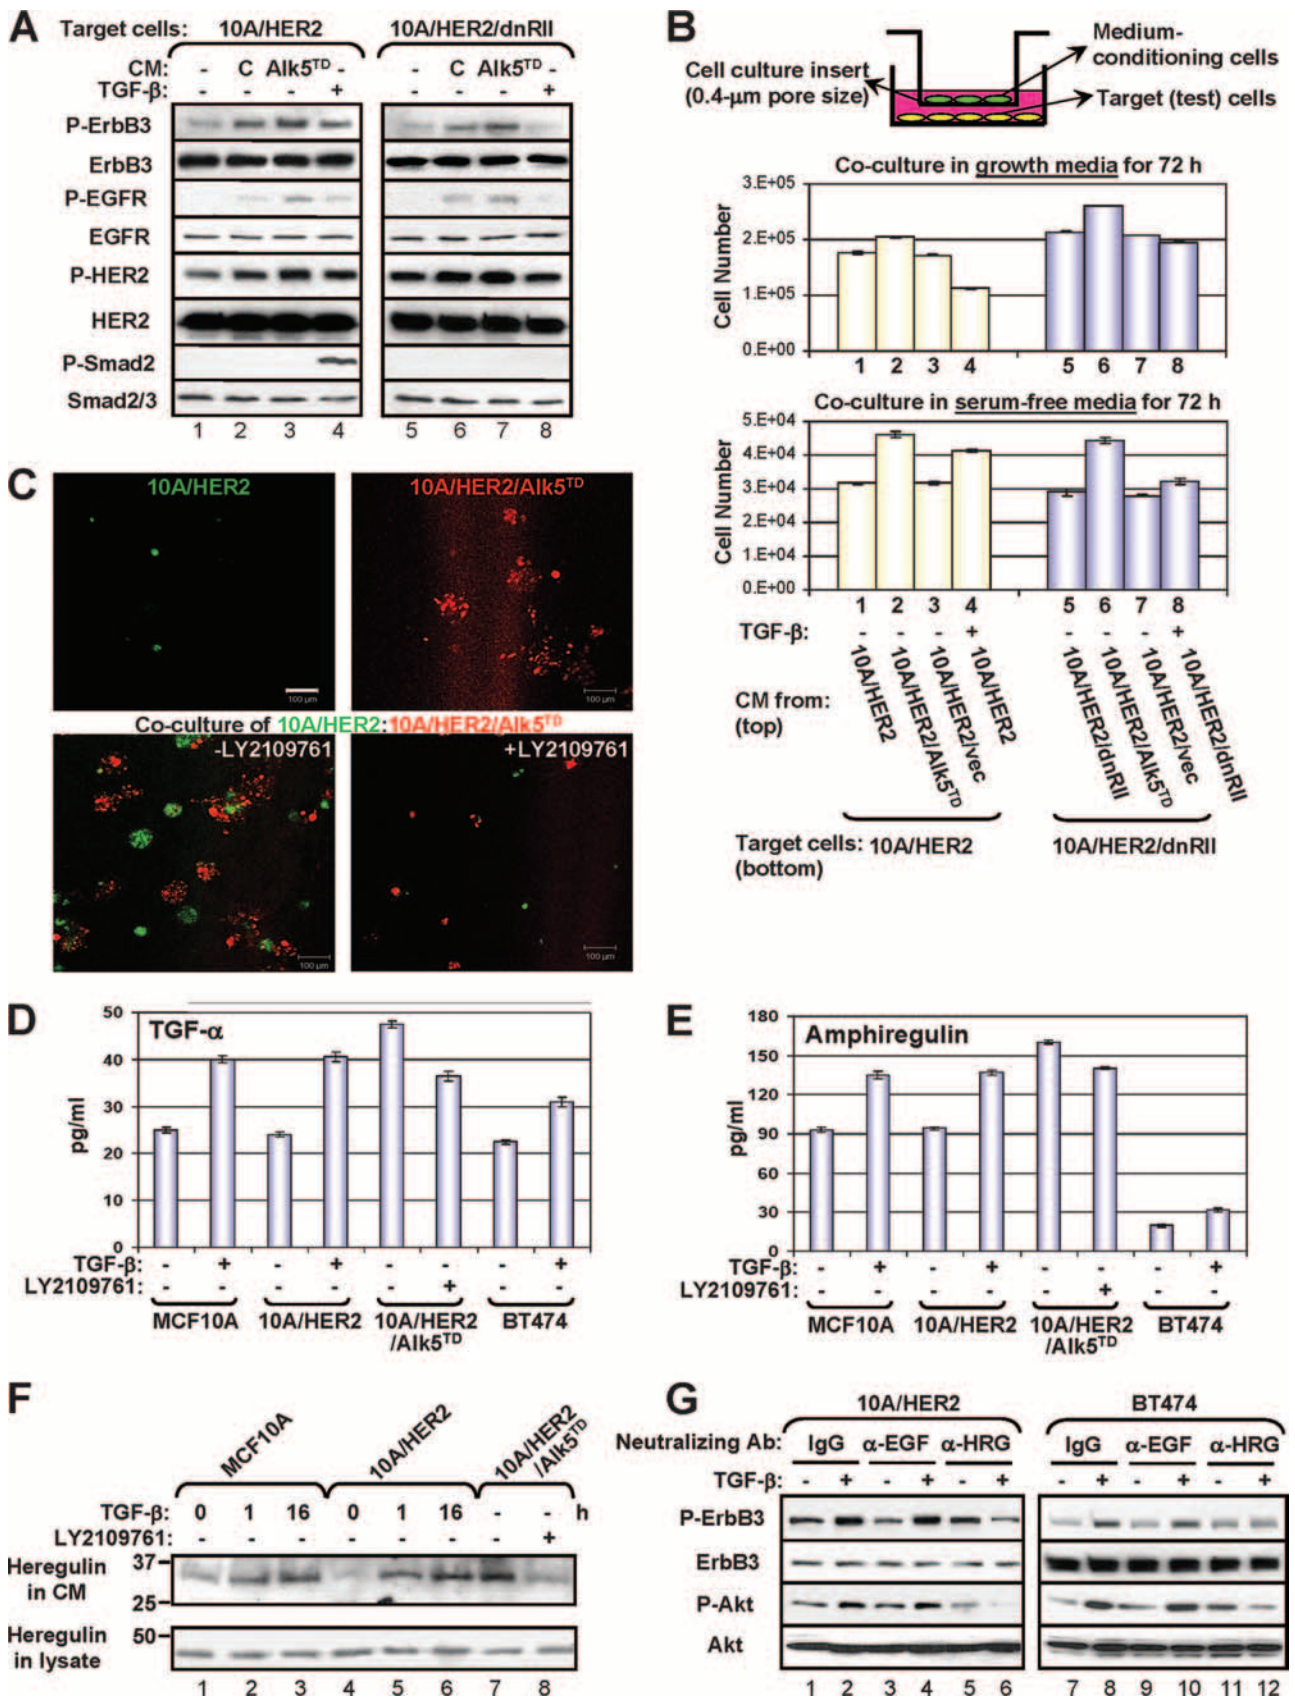 A
Target cells: 10A/HER2 10A/HER2/dnRII
CM: - C Alk5TD - - C Alk5TD -
TGF-β: - - - + - - - +
P-ErbB3
ErbB3
P-EGFR
EGFR
P-HER2
HER2
P-Smad2
Smad2/3
1 2 3 4 5 6 7 8
B
Medium-
conditioning cells
Cell culture insert
(0.4-μm pore size)
Target (test) cells
Co-culture in growth media for 72 h
Cell Number
3.E+05
2.E+05
1.E+05
0.E+00
1 2 3 4 5 6 7 8
Co-culture in serum-free media for 72 h
Cell Number
5.E+04
4.E+04
3.E+04
2.E+04
1.E+04
0.E+00
1 2 3 4 5 6 7 8
TGF-β: - - - + - - - +
CM from:
(top)
10A/HER2
10A/HER2/Alk5TD
10A/HER2/vec
10A/HER2
10A/HER2/dnRII
10A/HER2/Alk5TD
10A/HER2/vec
10A/HER2/dnRII
Target cells: 10A/HER2 10A/HER2/dnRII
(bottom)
C
10A/HER2
100 μm
10A/HER2/Alk5TD
100 μm
Co-culture of 10A/HER2:10A/HER2/Alk5TD
-LY2109761
100 μm
+LY2109761
100 μm
D
TGF-α
pg/ml
50
40
30
20
10
0
TGF-β: - + - + - - - +
LY2109761: - - - - - + - -
MCF10A 10A/HER2 10A/HER2 BT474
/Alk5TD
E
Amphiregulin
pg/ml
180
150
120
90
60
30
0
TGF-β: - + - + - - - +
LY2109761: - - - - - + - -
MCF10A 10A/HER2 10A/HER2 BT474
/Alk5TD
F
MCF10A
10A/HER2
10A/HER2
/Alk5TD
TGF-β: 0 1 16 0 1 16 - - h
LY2109761: - - - - - - - +
Heregulin
in CM
37
25
Heregulin
in lysate
50
1 2 3 4 5 6 7 8
G
10A/HER2 BT474
Neutralizing Ab: IgG α-EGF α-HRG IgG α-EGF α-HRG
TGF-β: - + - + - + - + - + - +
P-ErbB3
ErbB3
P-Akt
Akt
1 2 3 4 5 6 7 8 9 10 11 12